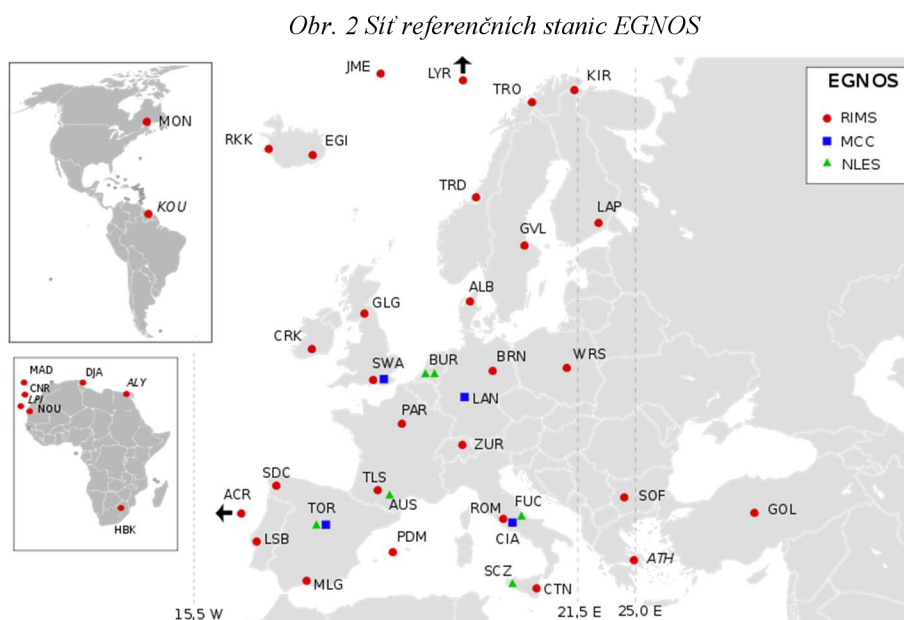 Obr. 2 Síť referenčních stanic EGNOS
JME
LYR
KIR
TRO
EGNOS
RIMS
MCC
NLES
MON
RKK
EGI
TRD
KOU
LAP
GVL
ALB
GLG
CRK
SWA
BUR
BRN
WRS
MAD
DJA
ALY
CNR
LPI
NOU
LAN
PAR
ZUR
SDC
TLS
ACR
TOR
AUS
ROM
FUC
SOF
GOL
HBK
LSB
PDM
CIA
ATH
SCZ
MLG
CTN
15,5 W
21,5 E
25,0 E